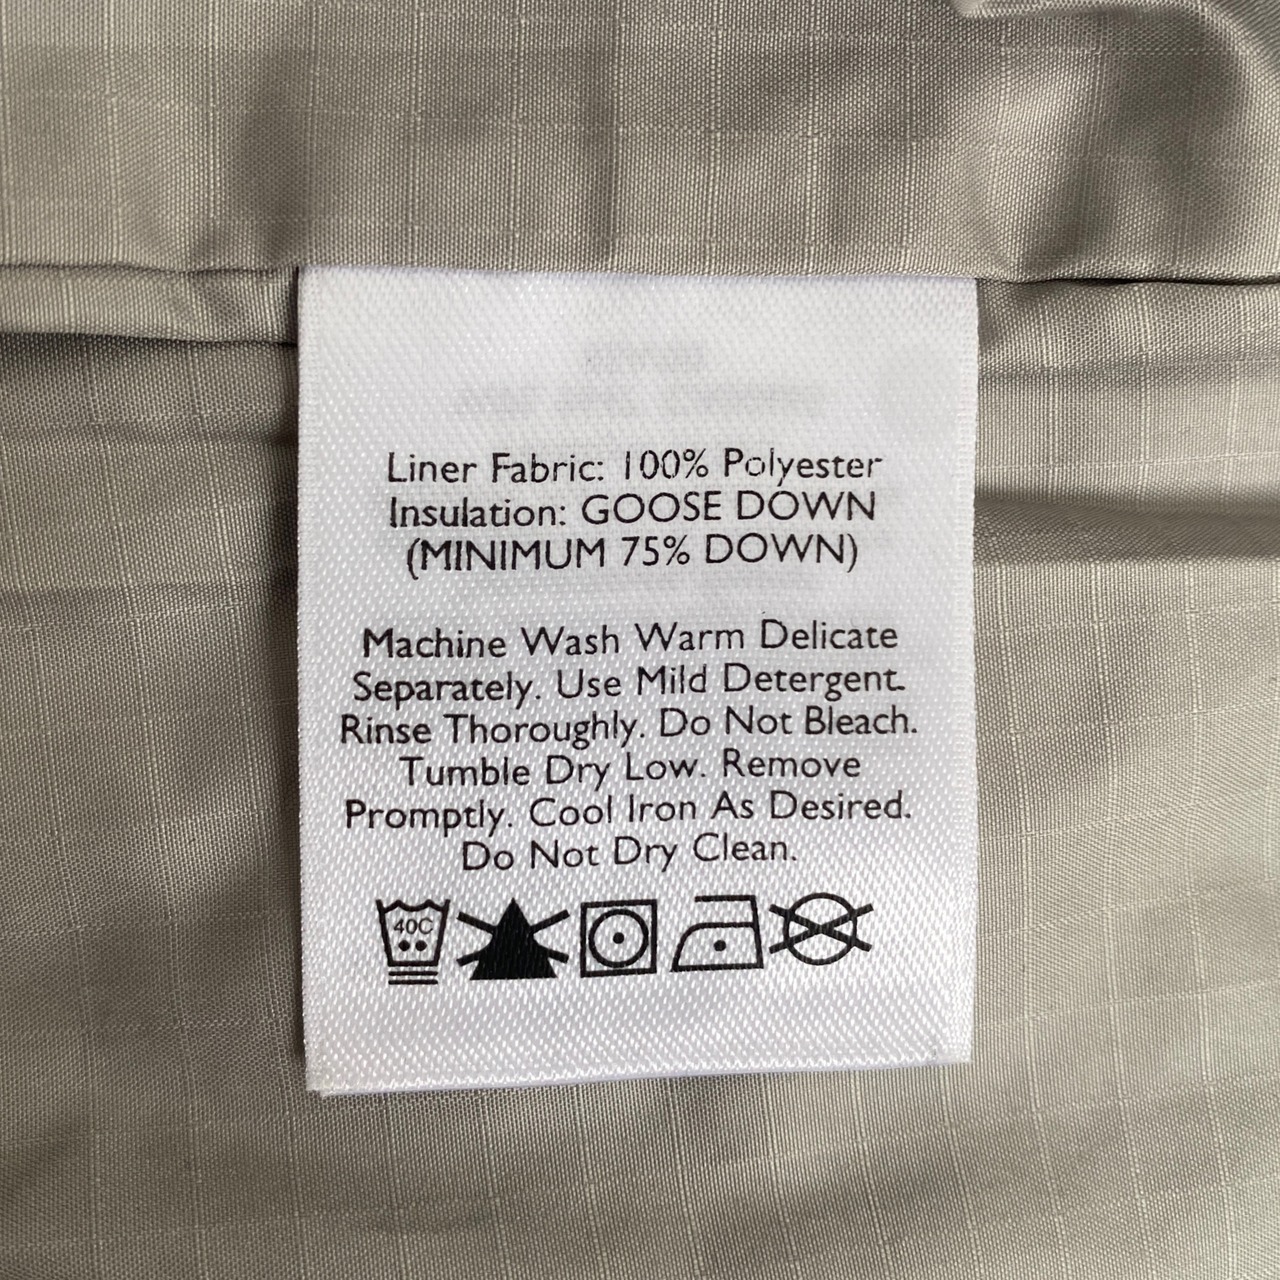 Liner Fabric: 100% Polyester
Insulation: GOOSE DOWN
(MINIMUM 75% DOWN)
Machine Wash Warm Delicate
Separately. Use Mild Detergent.
Rinse Thoroughly. Do Not Bleach.
Tumble Dry Low. Remove
Promptly. Cool Iron As Desired.
Do Not Dry Clean.
40C